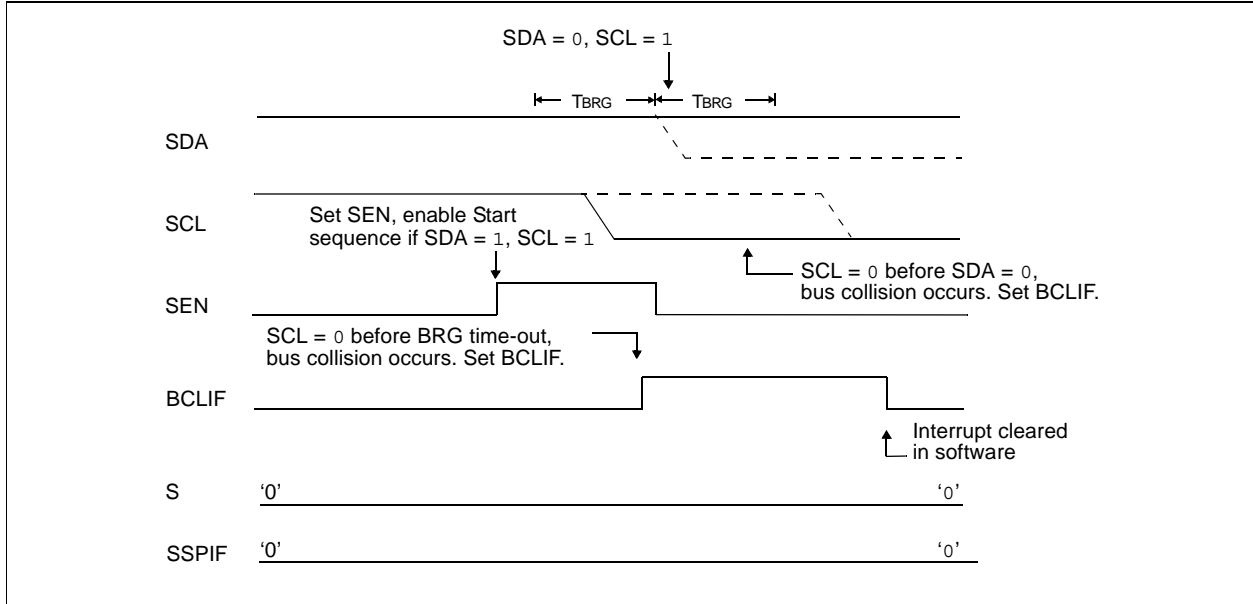 SDA = 0, SCL = 1
TBRG TBRG
SDA
SCL
Set SEN, enable Start
sequence if SDA = 1, SCL = 1
SCL = 0 before SDA = 0,
bus collision occurs. Set BCLIF.
SEN
SCL = 0 before BRG time-out,
bus collision occurs. Set BCLIF.
BCLIF
Interrupt cleared
in software
S ‘0’ ‘0’
SSPIF ‘0’ ‘0’